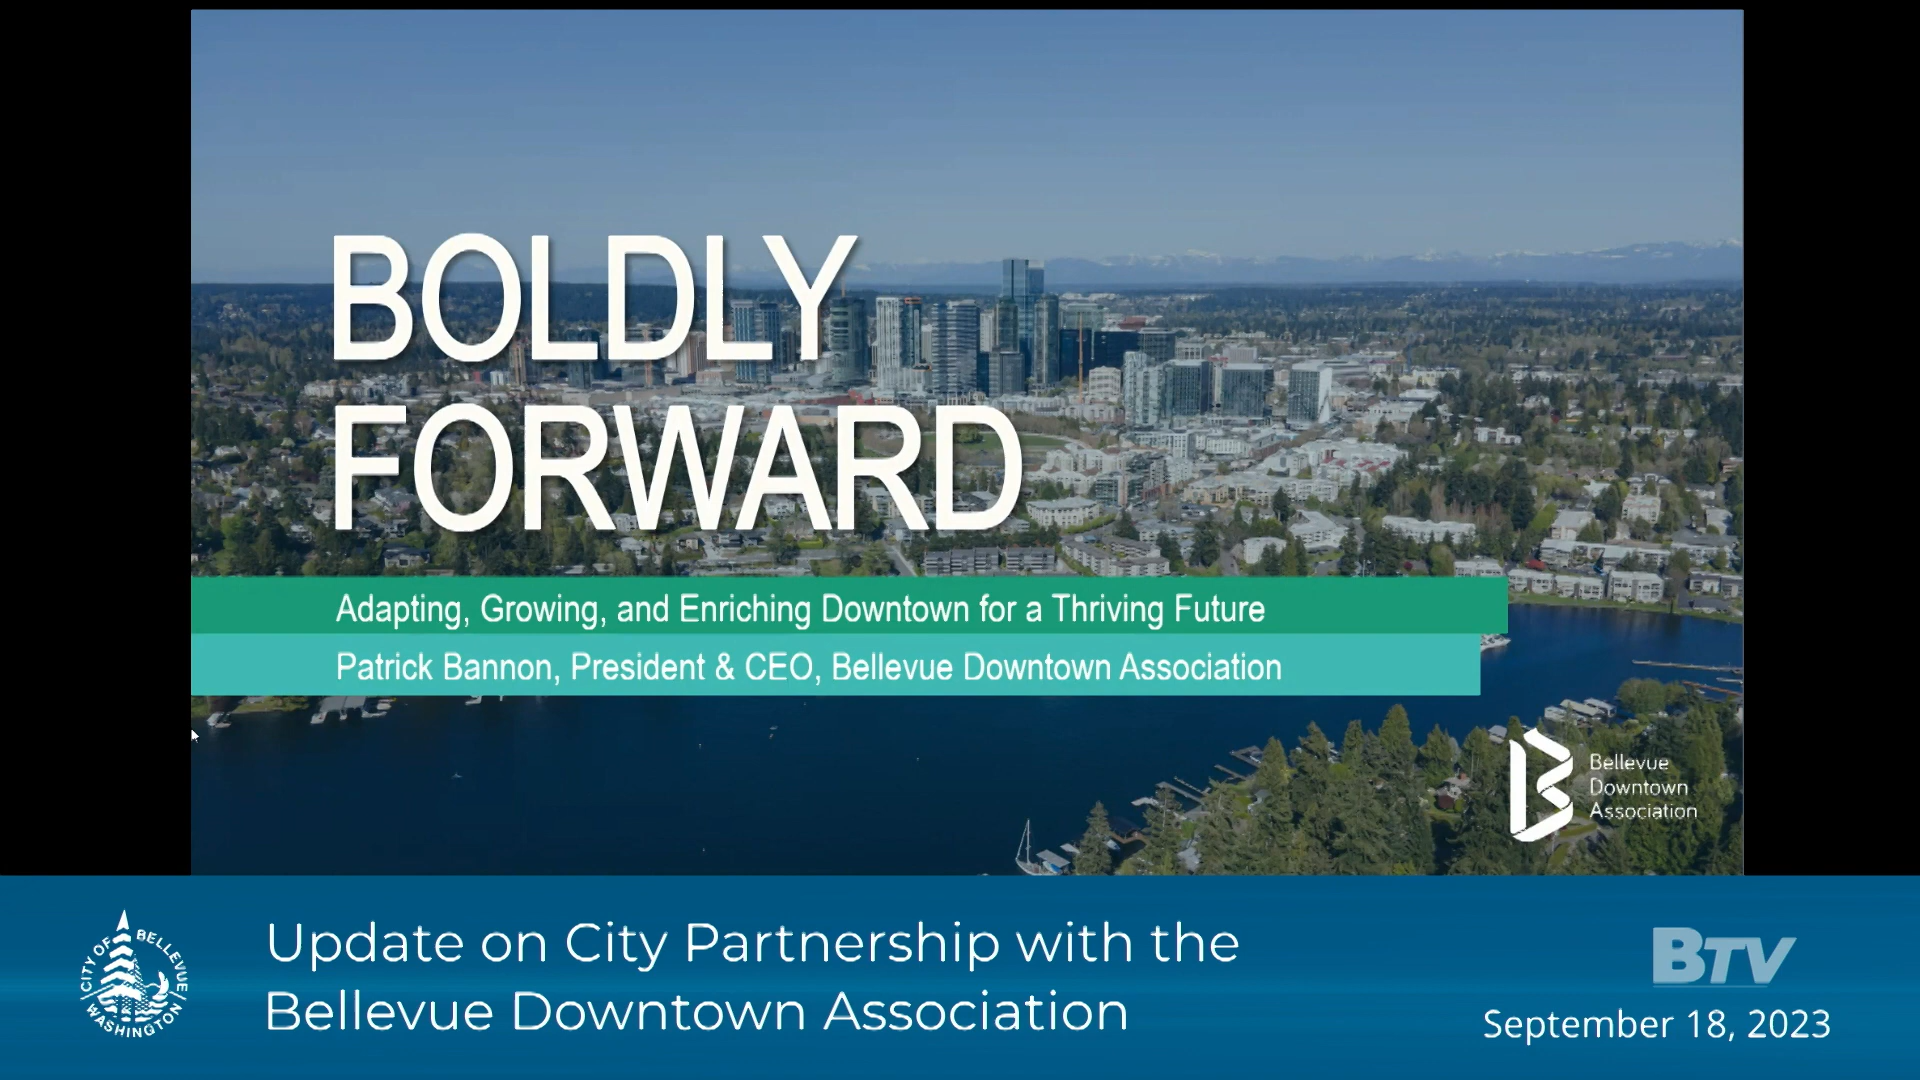 BOLDLY
FORWARD
Adapting, Growing, and Enriching Downtown for a Thriving Future
Patrick Bannon, President & CEO, Bellevue Downtown Association
Bellevue
Downtown
Association
CITY OF BELLEVUE
WASHINGTON
Update on City Partnership with the
Bellevue Downtown Association
BTV
September 18, 2023